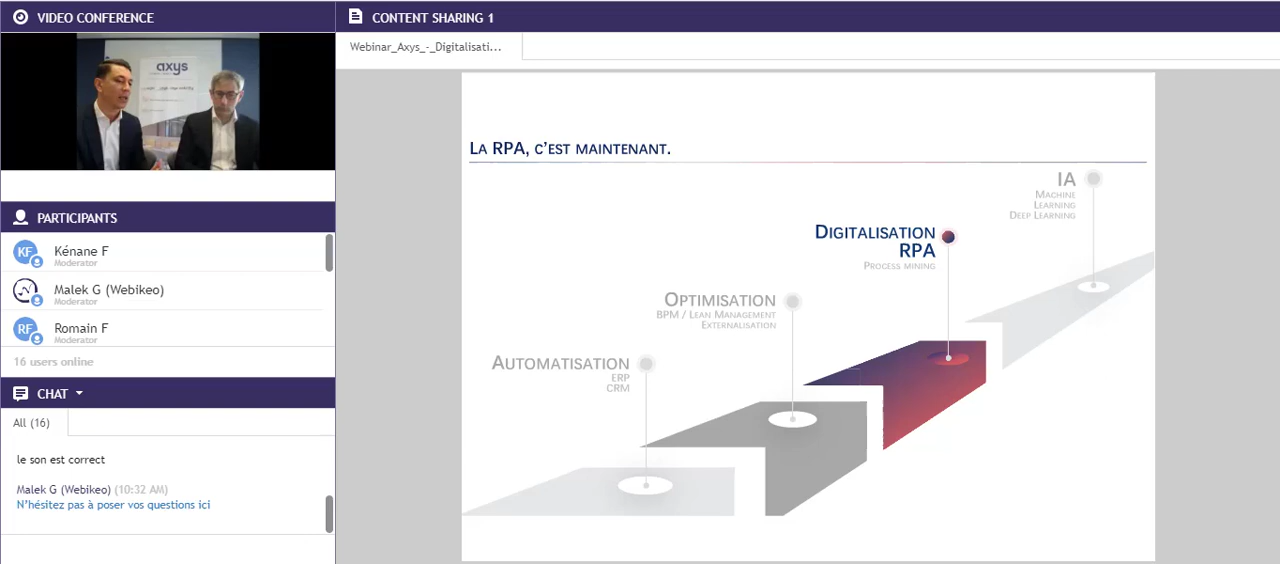 VIDEO CONFERENCE
axys
PARTICIPANTS
KF
Kénane F
Moderator
Malek G (Webikeo)
Moderator
RF
Romain F
Moderator
16 users online
CHAT
All (16)
le son est correct
Malek G (Webikeo) (10:32 AM)
N'hésitez pas à poser vos questions ici
CONTENT SHARING 1
Webinar_Axys_-_Digitalisati...
LA RPA, C'EST MAINTENANT.
AUTOMATISATION
ERP
CRM
OPTIMISATION
BPM / LEAN MANAGEMENT
EXTERNALISATION
DIGITALISATION
RPA
PROCESS MINING
IA
MACHINE
LEARNING
DEEP LEARNING